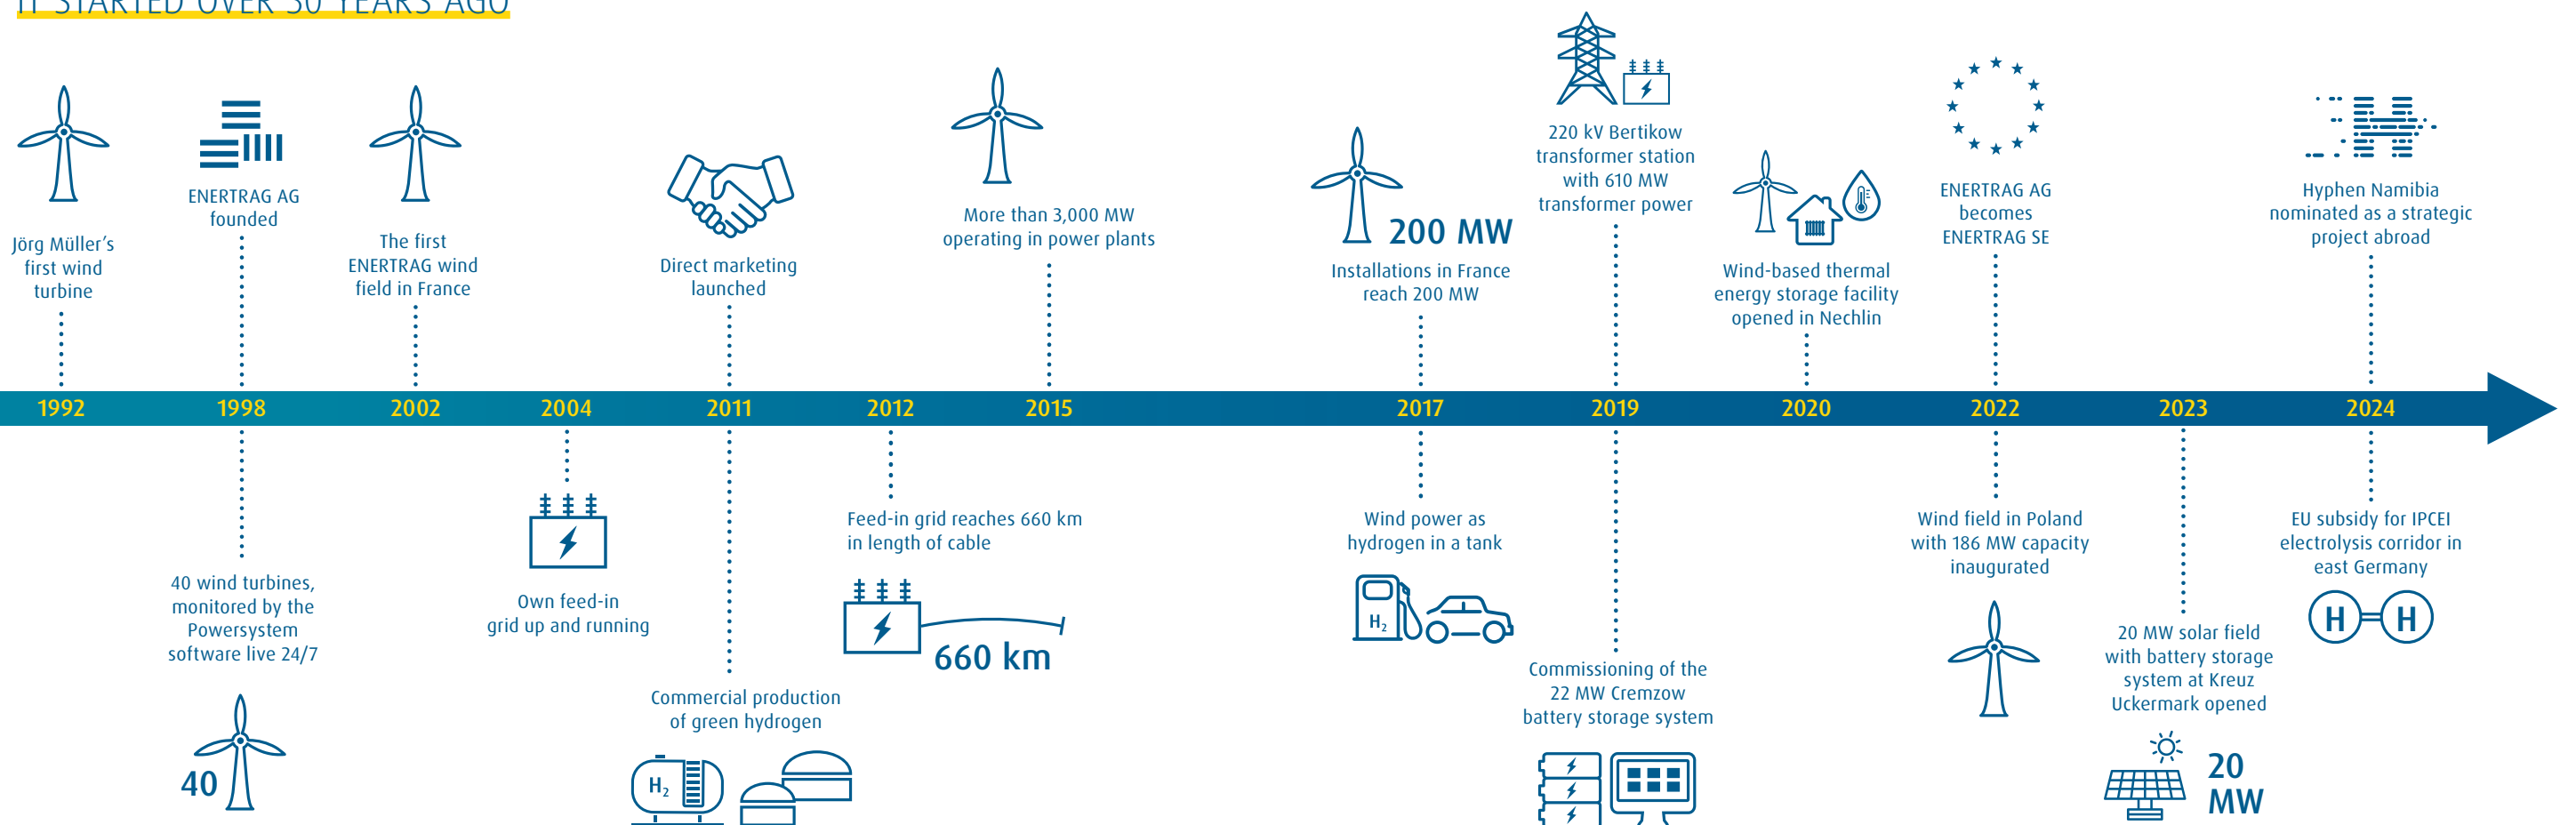 IT STARTED OVER 30 YEARS AGO
Jörg Müller’s
first wind
turbine
ENERTRAG AG
founded
The first
ENERTRAG wind
field in France
Direct marketing
launched
More than 3,000 MW
operating in power plants
200 MW
Installations in France
reach 200 MW
220 kV Bertikow
transformer station
with 610 MW
transformer power
Wind-based thermal
energy storage facility
opened in Nechlin
ENERTRAG AG
becomes
ENERTRAG SE
Hyphen Namibia
nominated as a strategic
project abroad
1992 1998 2002 2004 2011 2012 2015 2017 2019 2020 2022 2023 2024
40 wind turbines,
monitored by the
Powersystem
software live 24/7
40
Own feed-in
grid up and running
Commercial production
of green hydrogen
H₂
Feed-in grid reaches 660 km
in length of cable
660 km
Wind power as
hydrogen in a tank
H₂
Commissioning of the
22 MW Cremzow
battery storage system
Wind field in Poland
with 186 MW capacity
inaugurated
20 MW solar field
with battery storage
system at Kreuz
Uckermark opened
20
MW
EU subsidy for IPCEI
electrolysis corridor in
east Germany
H H